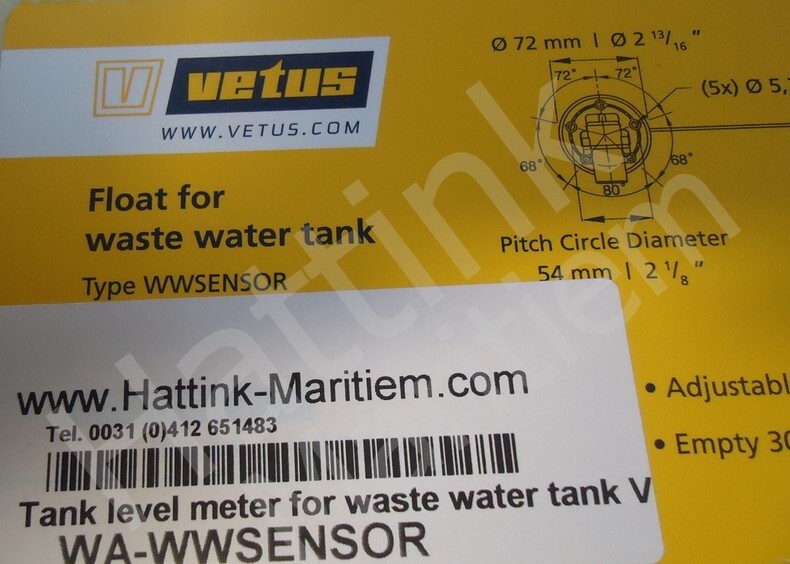 V vetus
WWW.VETUS.COM
Float for
waste water tank
Type WWSENSOR
Ø 72 mm | Ø 2 13/16"
72° 72°
(5x) Ø 5,
68° 68°
80°
Pitch Circle Diameter
54 mm | 2 1/8"
• Adjustabl
• Empty 30
www.Hattink-Maritiem.com
Tel. 0031 (0)412 651483
Tank level meter for waste water tank V
WA-WWSENSOR
Hattink
Maritiem